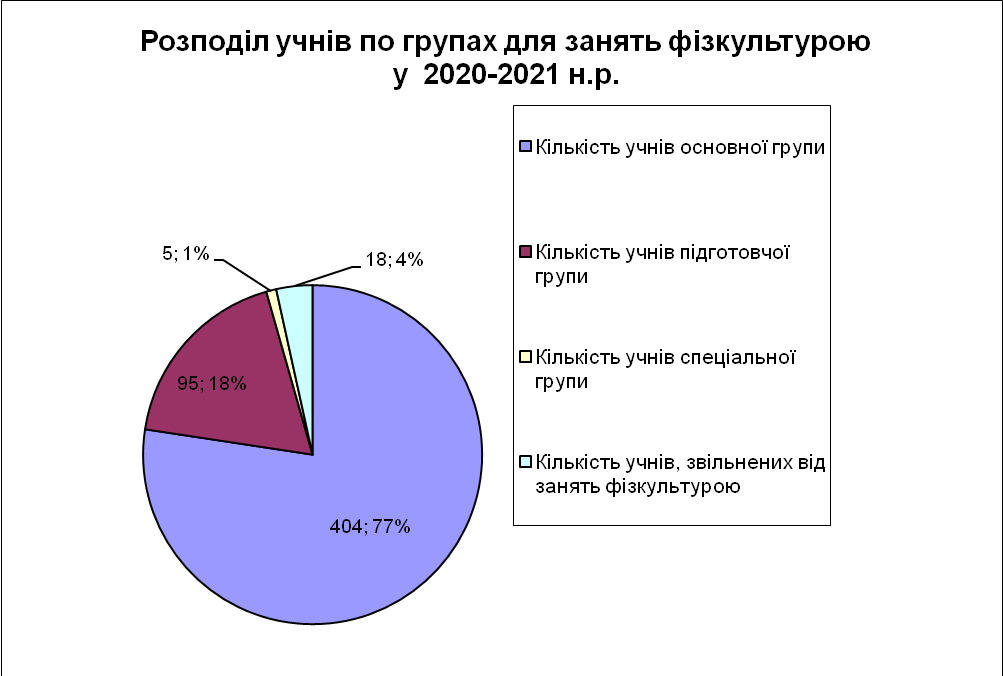 Розподіл учнів по групах для занять фізкультурою
у 2020-2021 н.р.
Кількість учнів основної групи
Кількість учнів підготовчої
групи
Кількість учнів спеціальної
групи
Кількість учнів, звільнених від
занять фізкультурою
5; 1%
18; 4%
95; 18%
404; 77%